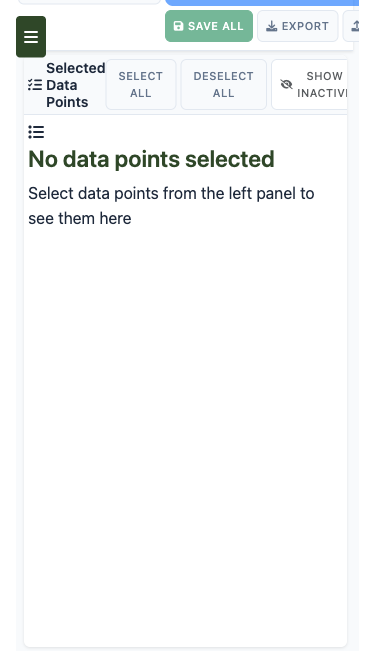 SAVE ALL
EXPORT
Selected
Data
Points
SELECT
ALL
DESELECT
ALL
SHOW
No data points selected
Select data points from the left panel to
see them here